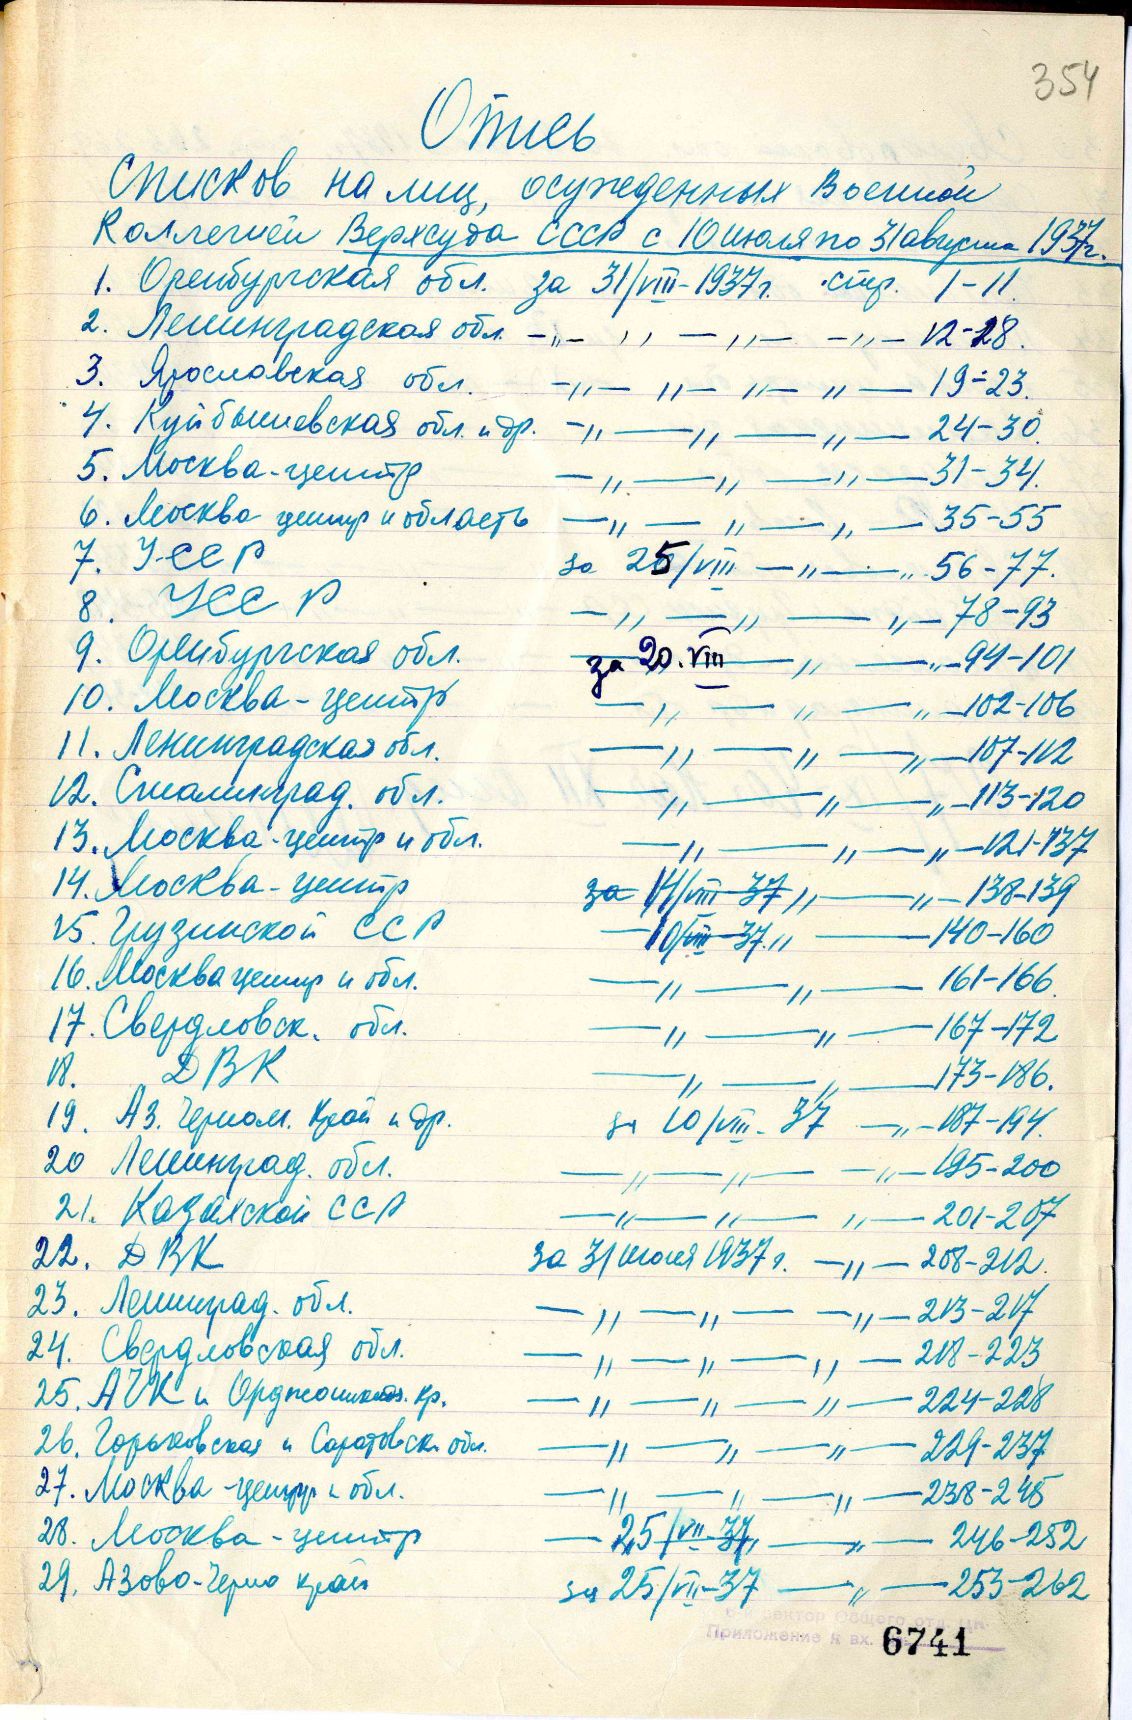 354
Опись
Списков на лиц, осужденных Военной
Коллегией Верхсуда СССР с 10 июля по 31 августа 1937 г.
1. Оренбургская обл. за 31/VIII-1937 г. стр. 1-11.
2. Ленинградская обл. -„- „ -„- -„- 12-18.
3. Ярославская обл. -„- „ -„- „ - 19-23.
4. Куйбышевская обл. и др. -„-„-„- 24-30.
5. Москва-центр -„-„-„- 31-34.
6. Москва центр и область -„-„-„- 35-55
7. УССР за 25/VIII -„-„ 56-77.
8. УССР -„-„-„- 78-93
9. Оренбургская обл. за 20.VIII -„-„- 94-101
10. Москва-центр -„-„-„- 102-106
11. Ленинградская обл. -„-„-„- 107-112
12. Сталинград. обл. -„-„-„- 113-120
13. Москва-центр и обл. -„-„-„- 121-137
14. Москва-центр за 14/VIII-37 „-„- 138-139
15. Грузинской ССР - 10/VIII-37 „ - 140-160
16. Москва центр и обл. -„-„- 161-166.
17. Свердловск. обл. -„-„- 167-172
18. ДВК -„-„- 173-186.
19. Аз. Черном. край и др. за 10/VIII-37 -„- 187-194.
20 Ленинград. обл. -„-„- -„- 195-200
21. Казахской ССР -„-„- „- 201-207
22. ДВК за 31 июля 1937 г. -„- 208-212.
23. Ленинград. обл. -„-„- -„- 213-217
24. Свердловская обл. -„-„-„- 218-223
25. АЧК и Орджоникидз. кр. -„-„-„- 224-228
26. Горьковская и Саратовск. обл. -„-„-„- 229-237
27. Москва-центр и обл. -„-„-„- 238-245
28. Москва-центр - 25/VII-37 „-„- 246-252
29. Азово-Черно край за 25/VII-37 -„- 253-262
сектор Общего отд. ЦК
Приложение к вх.
6741